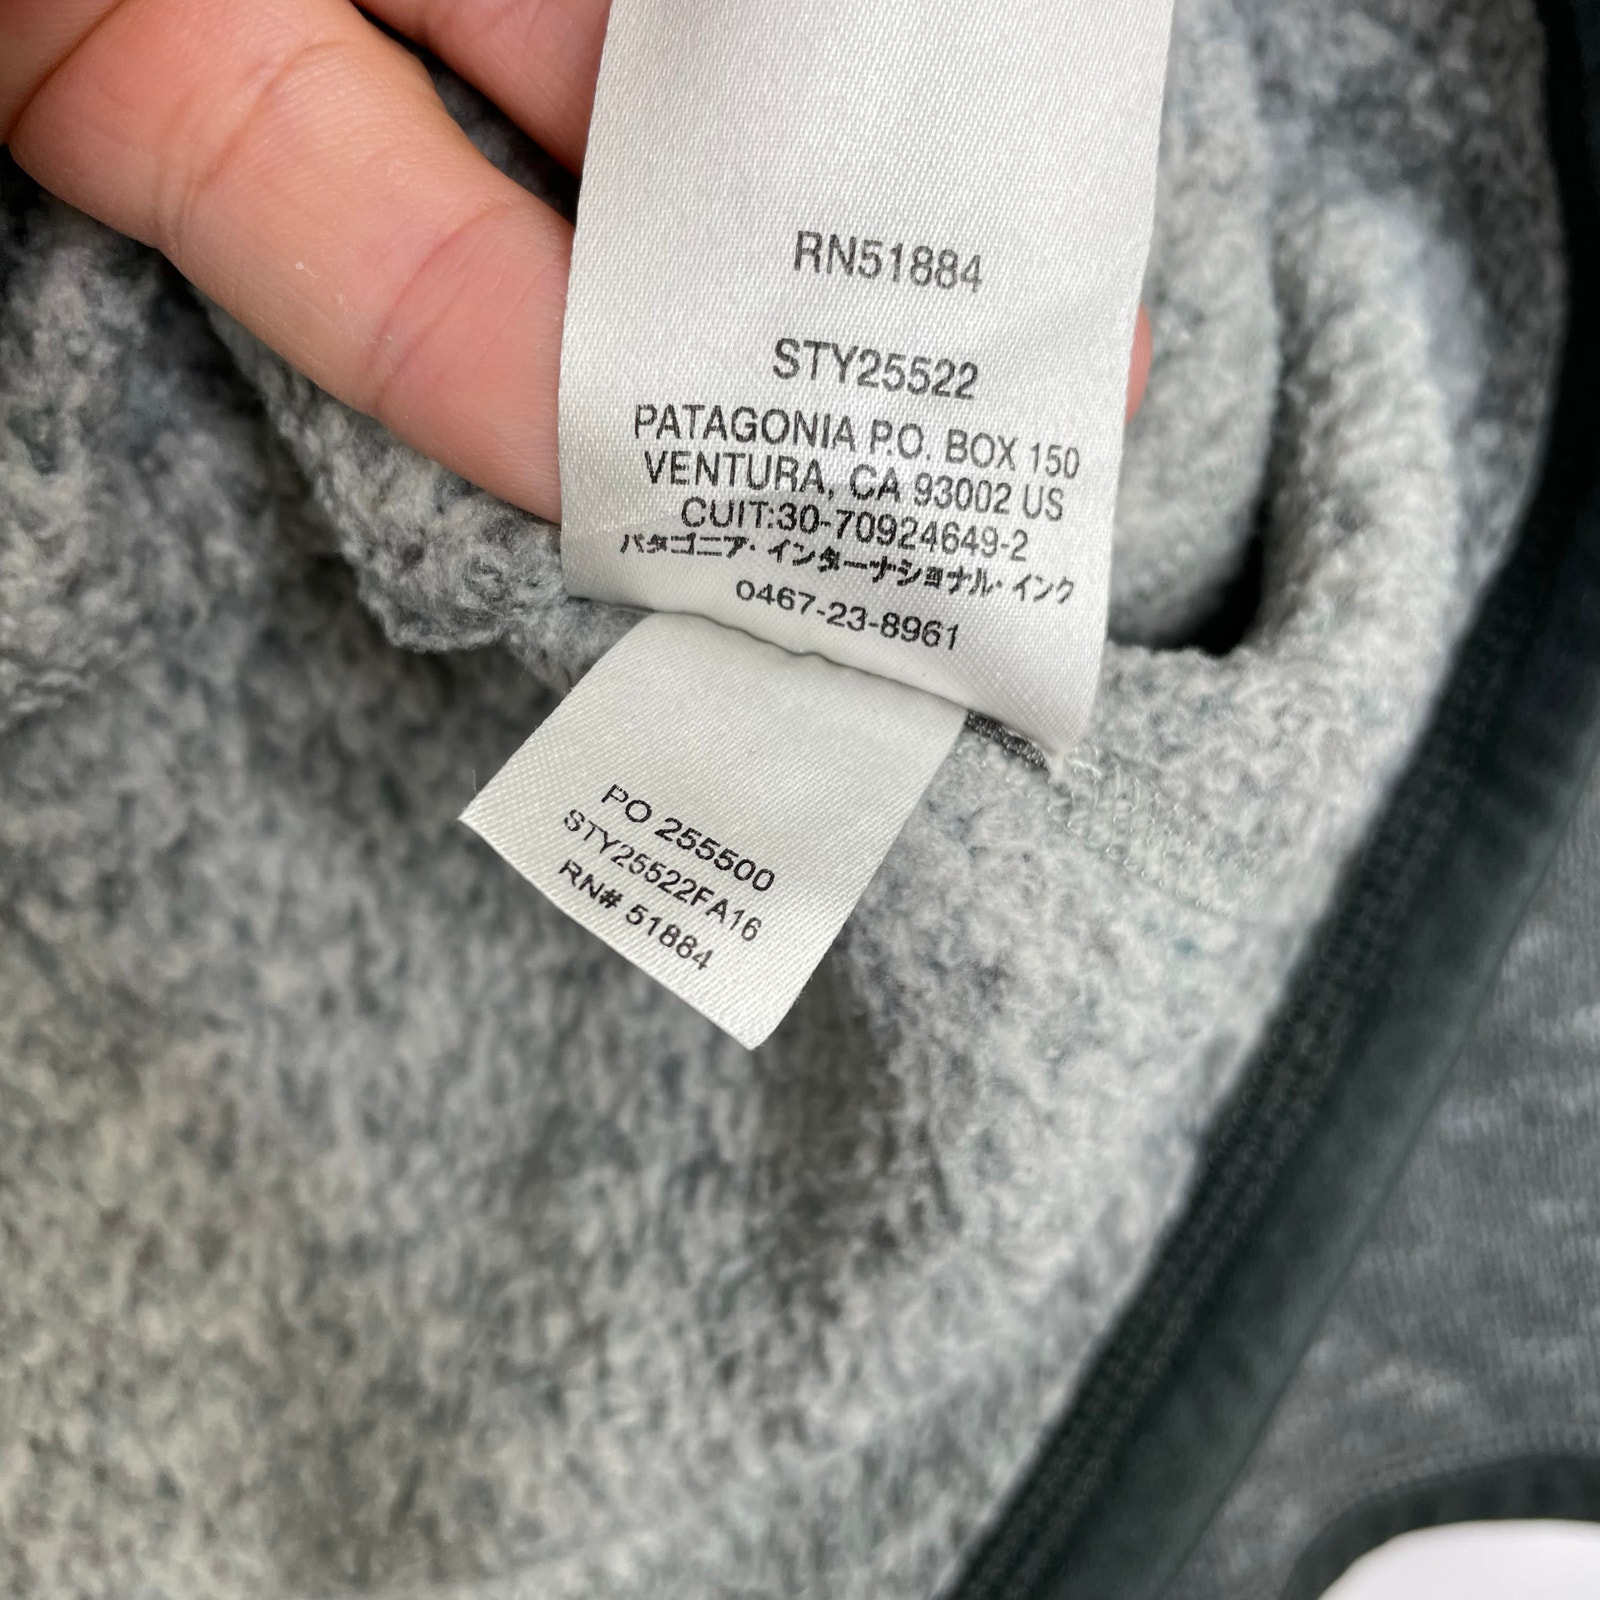 RN51884
STY25522
PATAGONIA P.O. BOX 150
VENTURA, CA 93002 US
CUIT:30-70924649-2
パタゴニア・インターナショナル・インク
0467-23-8961
PO 255500
STY25522FA16
RN# 51884